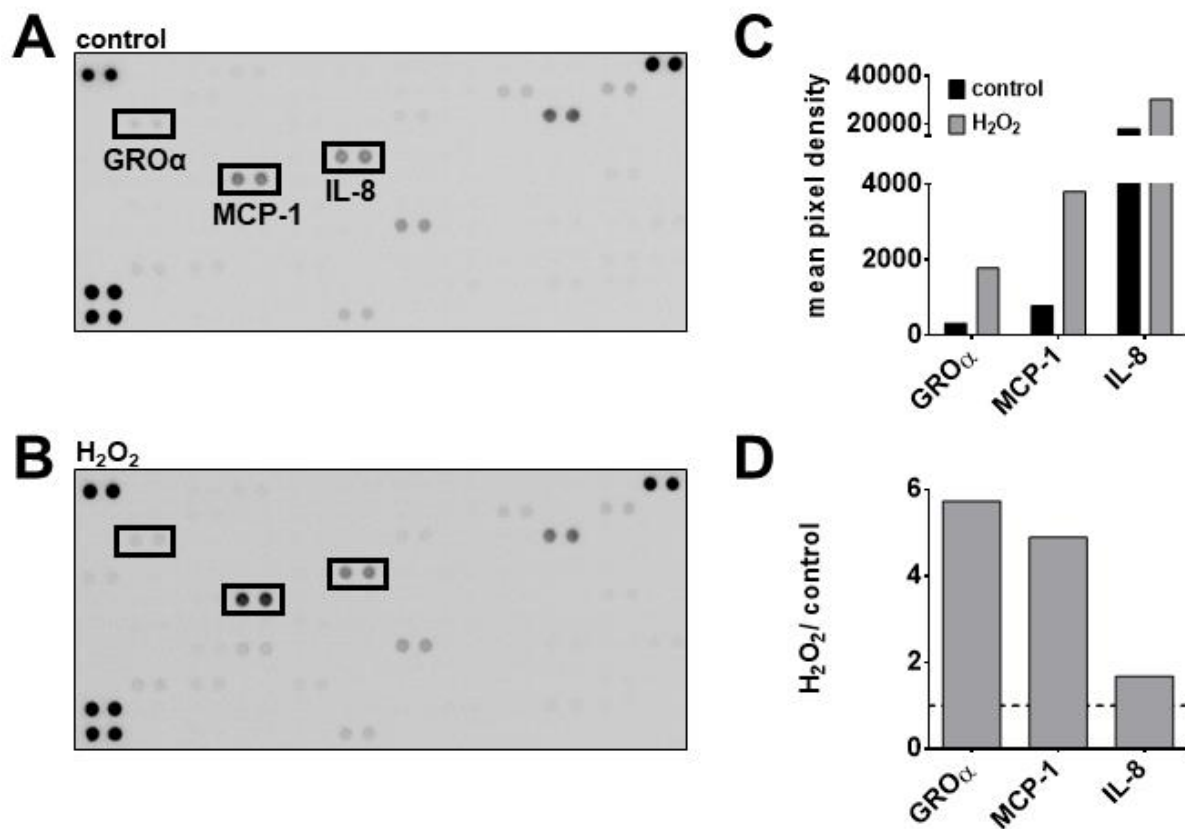 A
control
GROα
MCP-1
IL-8
B
H₂O₂
C
mean pixel density
40000
20000
4000
2000
0
control
H₂O₂
GROα
MCP-1
IL-8
D
H₂O₂/ control
6
4
2
0
GROα
MCP-1
IL-8